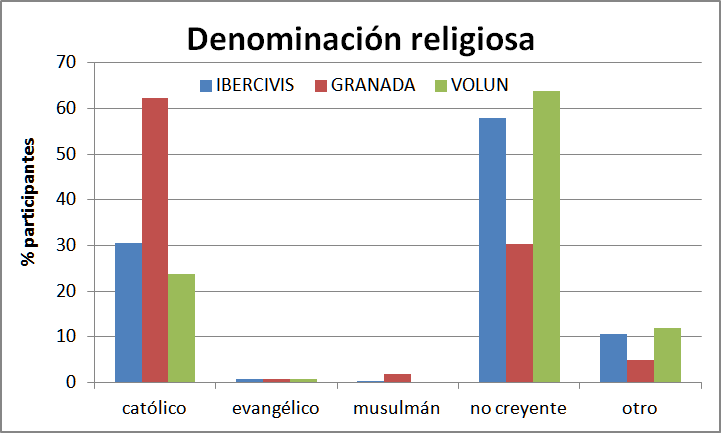 Denominación religiosa
IBERCIVIS GRANADA VOLUN
% participantes
70
60
50
40
30
20
10
0
católico evangélico musulmán no creyente otro